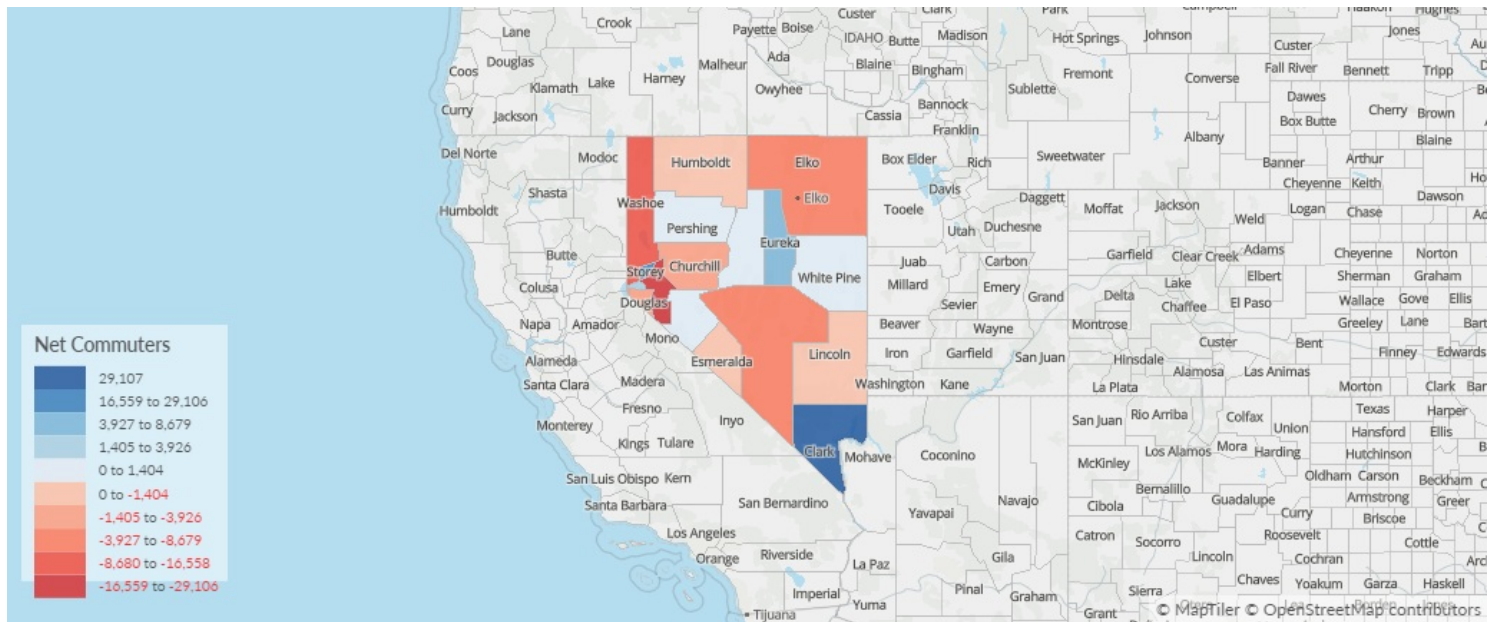 Crook
Custer
Clark
Park
Hughes
Lane
Payette Boise
IDAHO Butte
Madison
Hot Springs
Johnson
Custer
Jones
Coos
Douglas
Klamath
Lake
Harney
Malheur
Ada
Blaine
Bingham
Fremont
Converse
Fall River
Bennett
Tripp
Curry
Jackson
Owyhee
Cassia
Bannock
Franklin
Sublette
Dawes
Box Butte
Cherry
Brown
Del Norte
Modoc
Humboldt
Elko
Box Elder
Rich
Sweetwater
Albany
Blaine
Banner
Arthur
Cheyenne
Keith
Shasta
Humboldt
Washoe
Elko
Tooele
Davis
Daggett
Moffat
Jackson
Weld
Logan
Chase
Dawson
Butte
Pershing
Eureka
Utah
Duchesne
Garfield
Clear Creek
Adams
Cheyenne
Norton
Colusa
Storey
Churchill
White Pine
Juab
Carbon
Lake
Elbert
Sherman
Graham
Douglas
Millard
Emery
Grand
Sevier
Delta
Chaffee
El Paso
Wallace
Gove
Ellis
Napa
Amador
Mono
Beaver
Wayne
Montrose
Custer
Bent
Greeley
Lane
Alameda
Esmeralda
Lincoln
Iron
Garfield
San Juan
Hinsdale
Alamosa
Las Animas
Finney
Edwards
Santa Clara
Madera
Washington
Kane
La Plata
Morton
Clark
Fresno
Inyo
San Juan
Rio Arriba
Colfax
Union
Texas
Harper
Monterey
Kings
Tulare
Clark
Mohave
Coconino
Los Alamos
Mora
Harding
Hansford
Ellis
Hutchinson
McKinley
San Luis Obispo
Kern
Bernalillo
Guadalupe
Oldham
Carson
Beckham
Santa Barbara
San Bernardino
Navajo
Cibola
Curry
Armstrong
Greer
Briscoe
Los Angeles
Yavapai
Catron
Socorro
Roosevelt
Cottle
Orange
Riverside
La Paz
Gila
Lincoln
Cochran
Imperial
Yuma
Pinal
Graham
Sierra
Chaves
Yoakum
Garza
Haskell
Tijuana
Grant
Net Commuters
29,107
16,559 to 29,106
3,927 to 8,679
1,405 to 3,926
0 to 1,404
0 to -1,404
-1,405 to -3,926
-3,927 to -8,679
-8,680 to -16,558
-16,559 to -29,106
© MapTiler © OpenStreetMap contributors